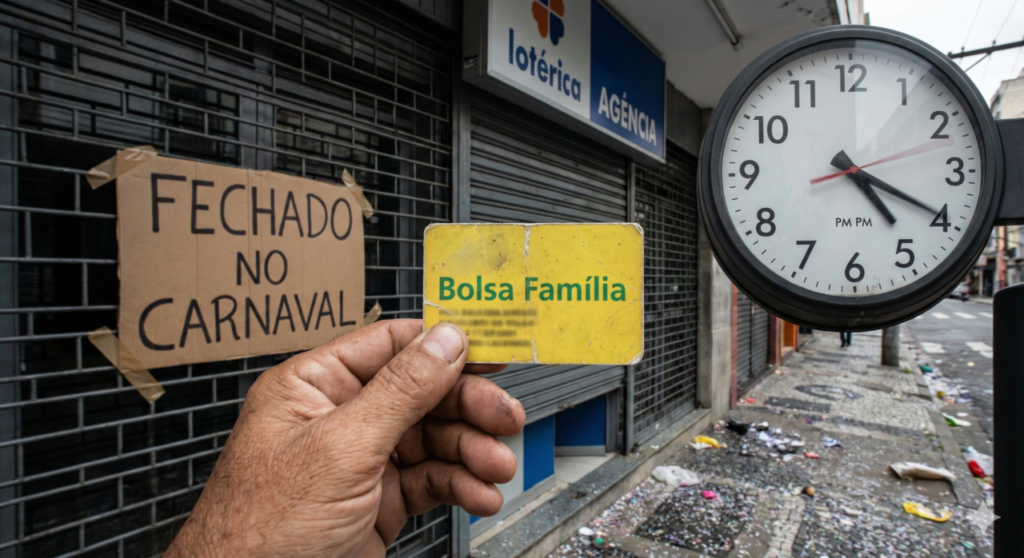 FECHADO
NO
CARNAVAL
lotérica
AGÊNCIA
Bolsa Família
12
1
2
3
4
5
6
7
8
9
10
11
PM PM